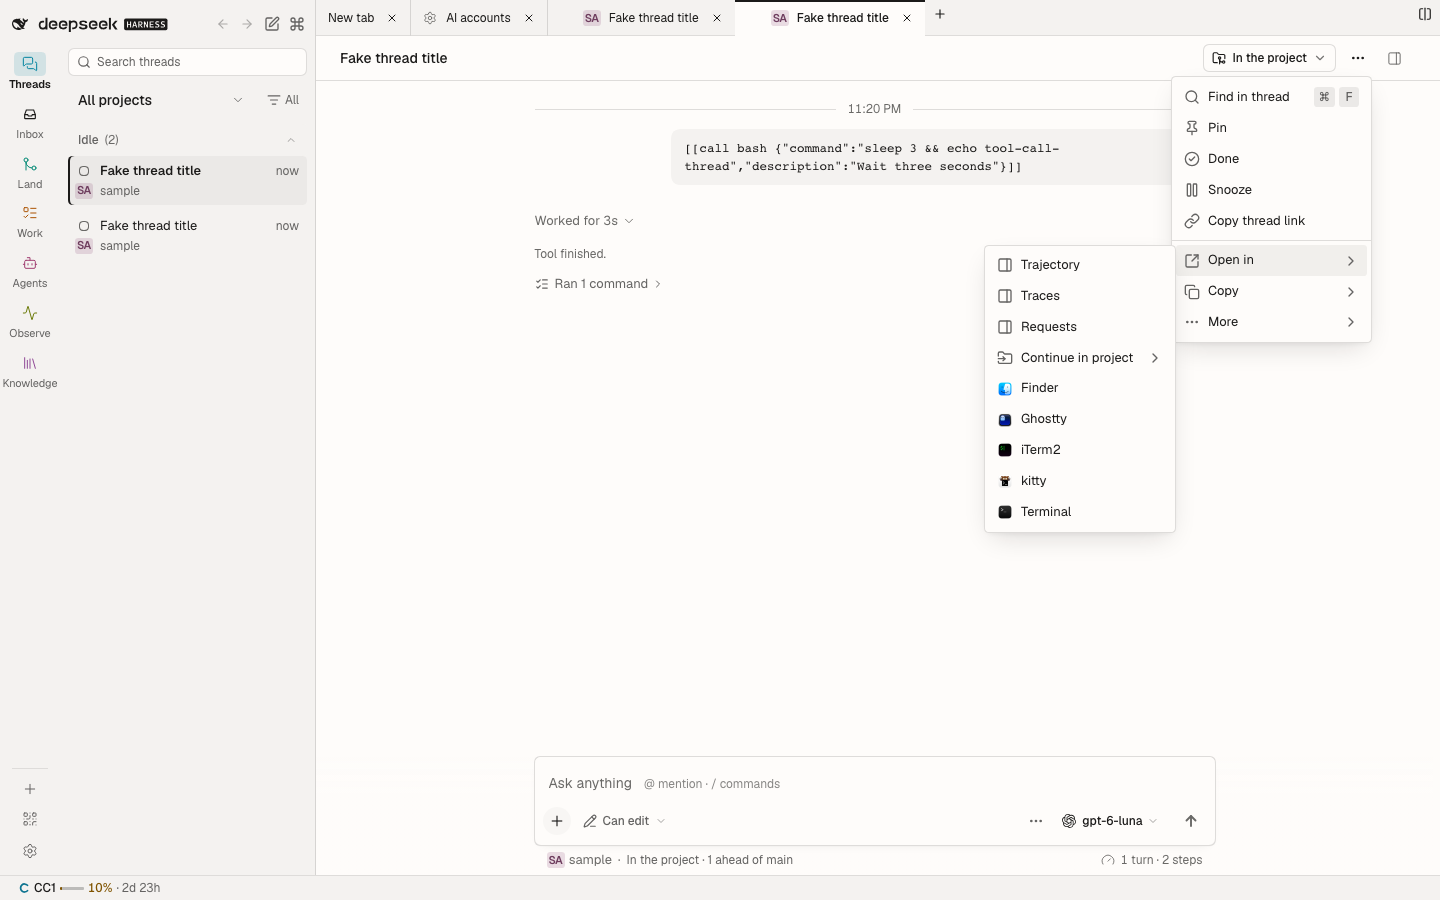 deepseek HARNESS
New tab
AI accounts
SA Fake thread title
SA Fake thread title
Fake thread title
In the project
Search threads
Threads
Inbox
Land
Work
Agents
Observe
Knowledge
All projects
All
Idle (2)
Fake thread title now
SA sample
Fake thread title now
SA sample
11:20 PM
[[call bash {"command":"sleep 3 && echo tool-call-
thread","description":"Wait three seconds"}]]
Worked for 3s
Tool finished.
Ran 1 command
Find in thread ⌘ F
Pin
Done
Snooze
Copy thread link
Open in
Copy
More
Trajectory
Traces
Requests
Continue in project
Finder
Ghostty
iTerm2
kitty
Terminal
Ask anything @ mention · / commands
Can edit
gpt-6-luna
SA sample · In the project · 1 ahead of main
1 turn · 2 steps
C CC1 10% · 2d 23h